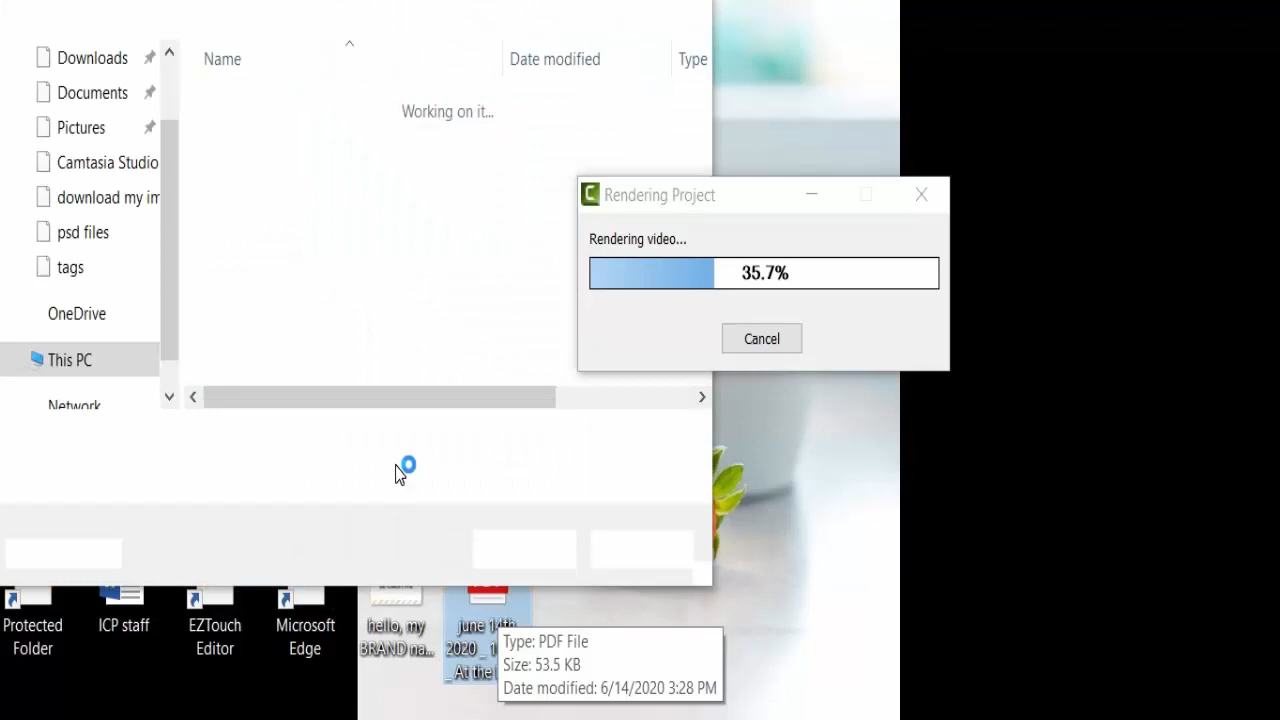 Downloads
Documents
Pictures
Camtasia Studio
download my im
psd files
tags
OneDrive
This PC
Network
Name
Date modified
Type
Working on it...
Rendering Project
Rendering video...
35.7%
Cancel
Protected
Folder
ICP staff
EZTouch
Editor
Microsoft
Edge
hello, my
BRAND na...
june 14th
2020 _ 1
_ At the
Type: PDF File
Size: 53.5 KB
Date modified: 6/14/2020 3:28 PM